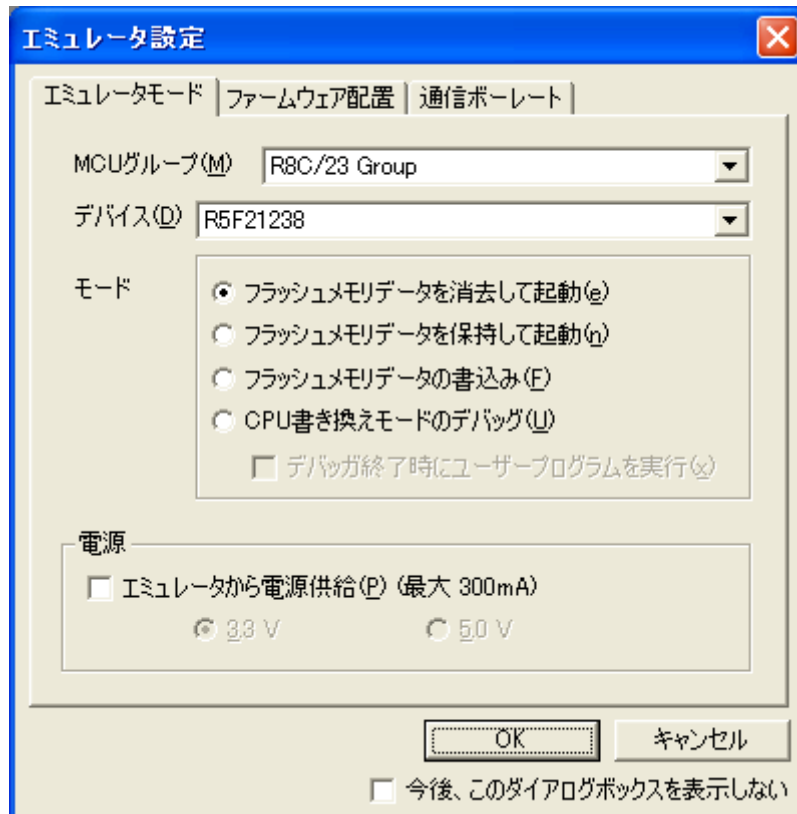 エミュレータ設定
エミュレータモード ファームウェア配置 通信ボーレート
MCUグループ(M) R8C/23 Group
デバイス(D) R5F21238
モード
フラッシュメモリデータを消去して起動(e)
フラッシュメモリデータを保持して起動(n)
フラッシュメモリデータの書込み(F)
CPU書き換えモードのデバッグ(U)
デバッガ終了時にユーザープログラムを実行(x)
電源
エミュレータから電源供給(P) (最大 300mA)
3.3 V 5.0 V
OK キャンセル
今後、このダイアログボックスを表示しない